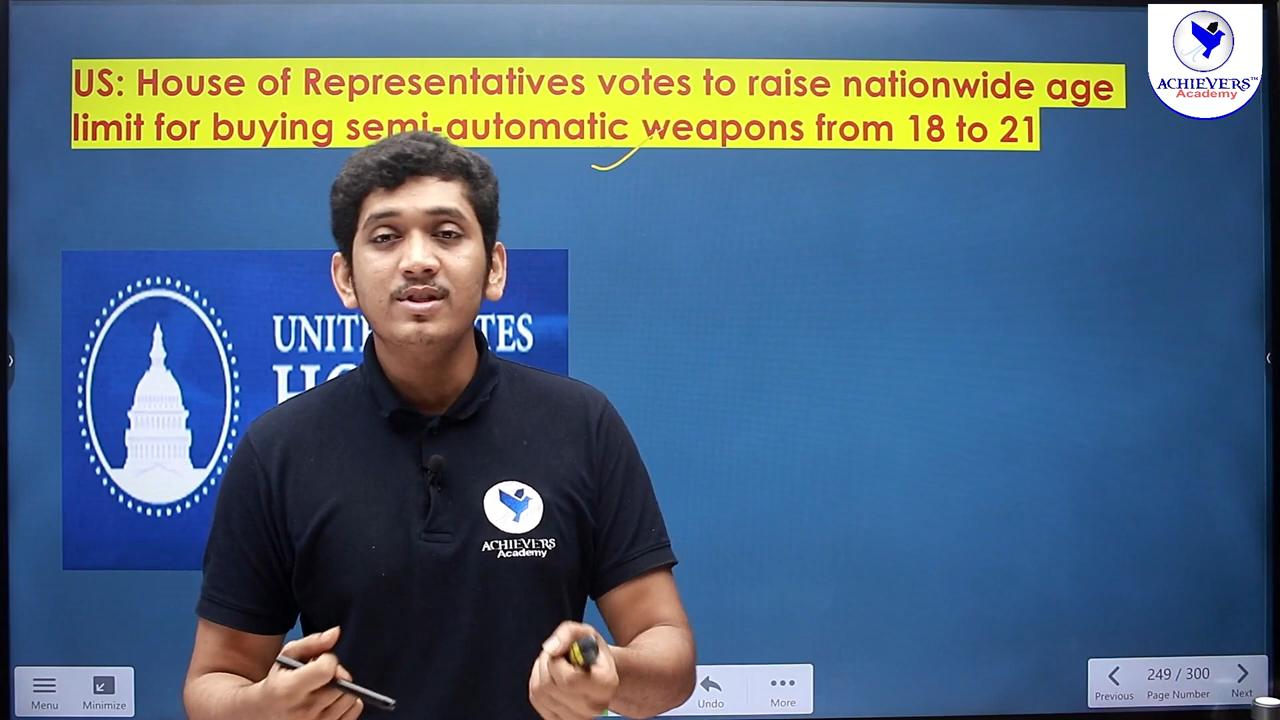 US: House of Representatives votes to raise nationwide age
limit for buying semi-automatic weapons from 18 to 21
ACHIEVERS™
Academy
ACHIEVERS
Academy
Menu
Minimize
Undo
More
249 / 300
Previous
Page Number
Next